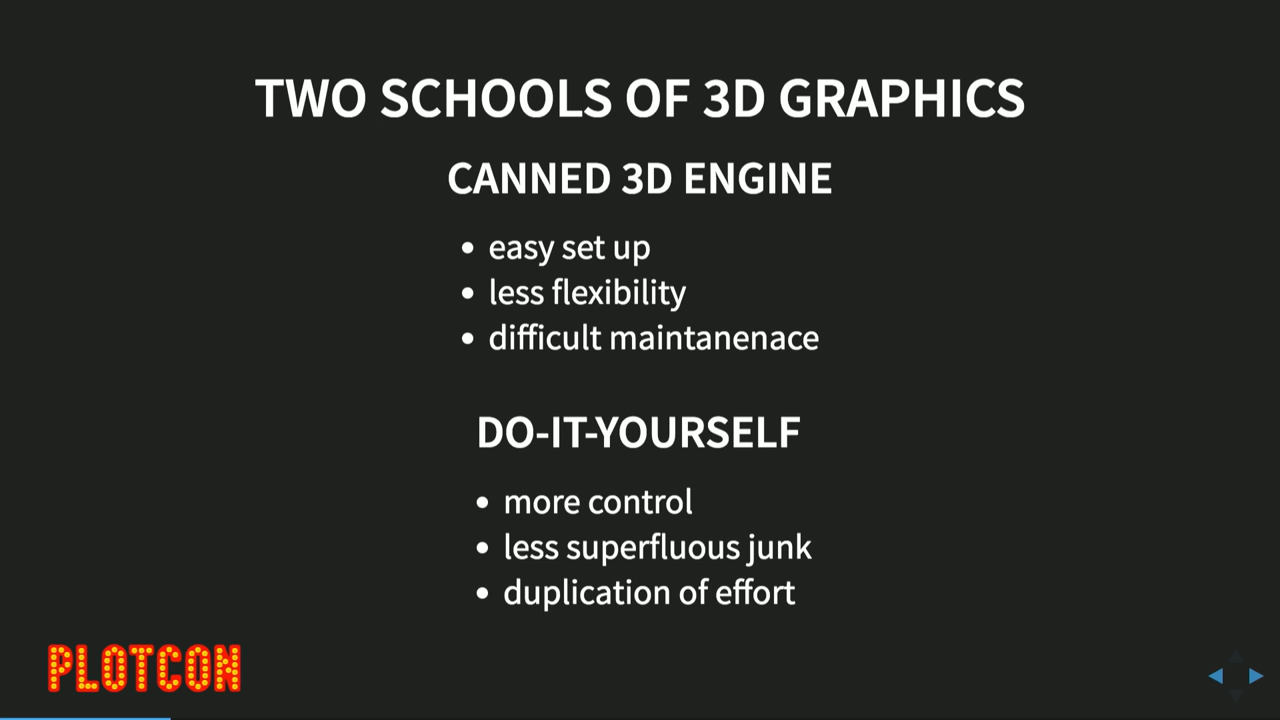 TWO SCHOOLS OF 3D GRAPHICS
CANNED 3D ENGINE
• easy set up
• less flexibility
• difficult maintanenace
DO-IT-YOURSELF
• more control
• less superfluous junk
• duplication of effort
PLOTCON